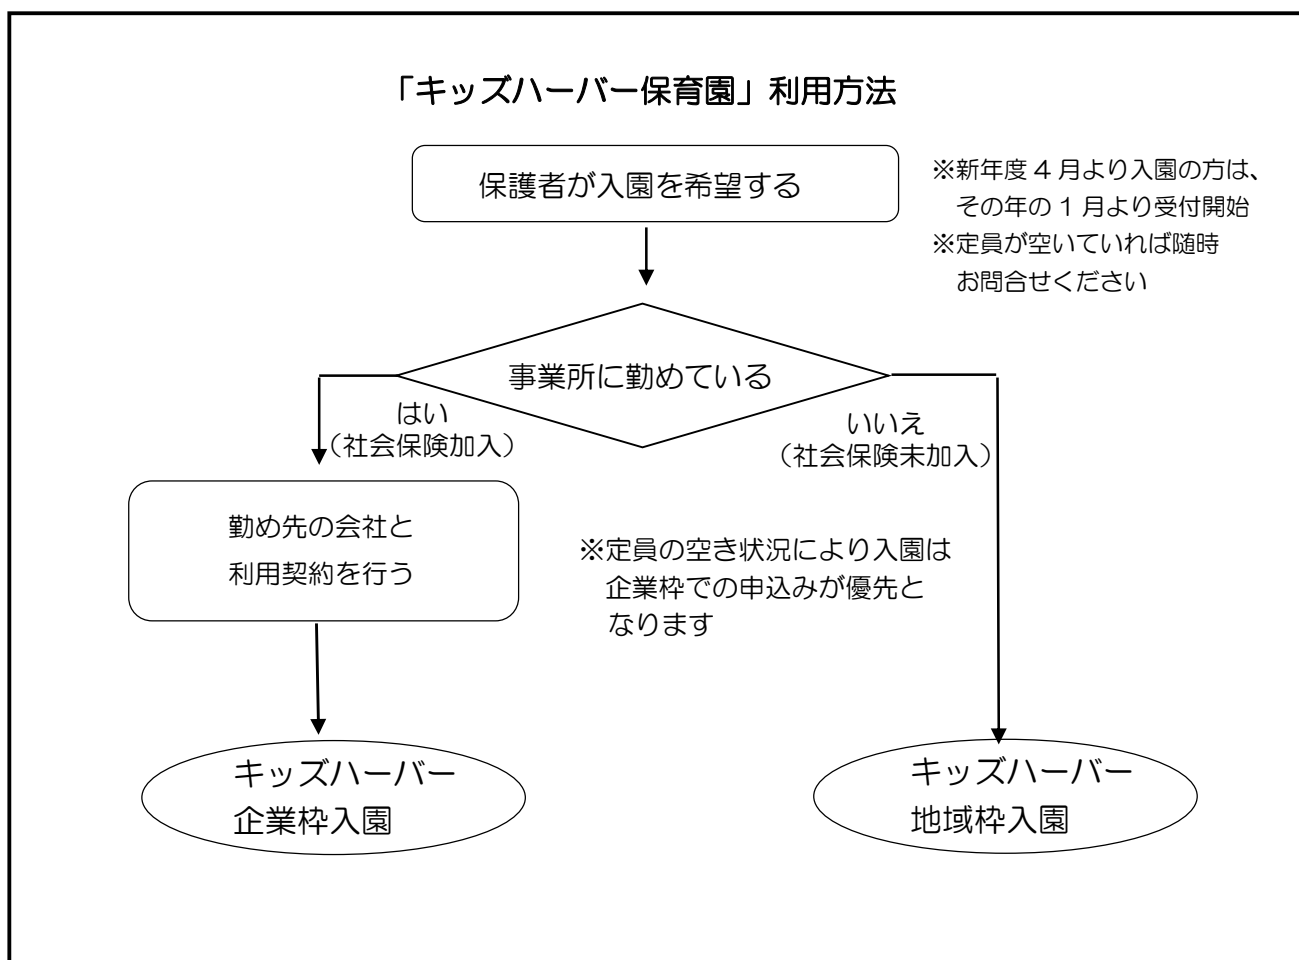 「キッズハーバー保育園」利用方法
保護者が入園を希望する
※新年度4月より入園の方は、
その年の1月より受付開始
※定員が空いていれば随時
お問合せください
事業所に勤めている
はい
(社会保険加入)
いいえ
(社会保険未加入)
勤め先の会社と
利用契約を行う
※定員の空き状況により入園は
企業枠での申込みが優先と
なります
キッズハーバー
企業枠入園
キッズハーバー
地域枠入園